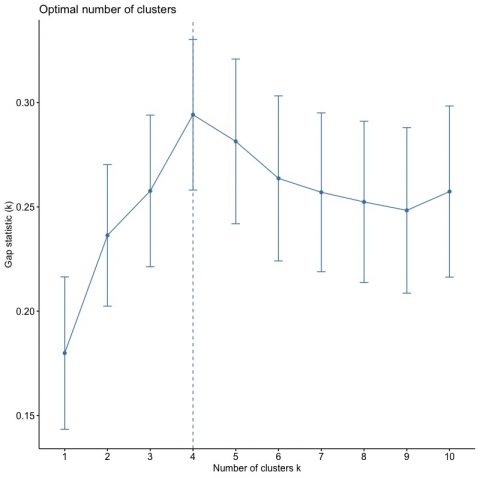 Optimal number of clusters
Gap statistic (k)
0.30
0.25
0.20
0.15
1 2 3 4 5 6 7 8 9 10
Number of clusters k